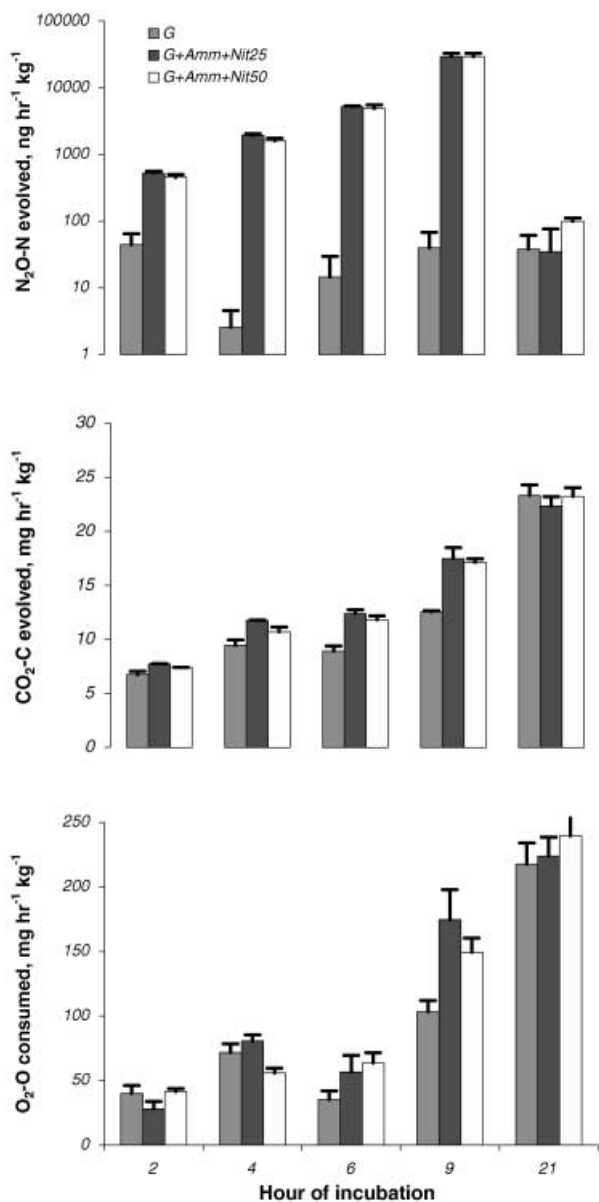 100000
10000
1000
100
10
1
N₂O-N evolved, ng hr⁻¹ kg⁻¹
G
G+Amm+Nit25
G+Amm+Nit50
30
25
20
15
10
5
0
CO₂-C evolved, mg hr⁻¹ kg⁻¹
250
200
150
100
50
0
O₂-O consumed, mg hr⁻¹ kg⁻¹
2 4 6 9 21
Hour of incubation